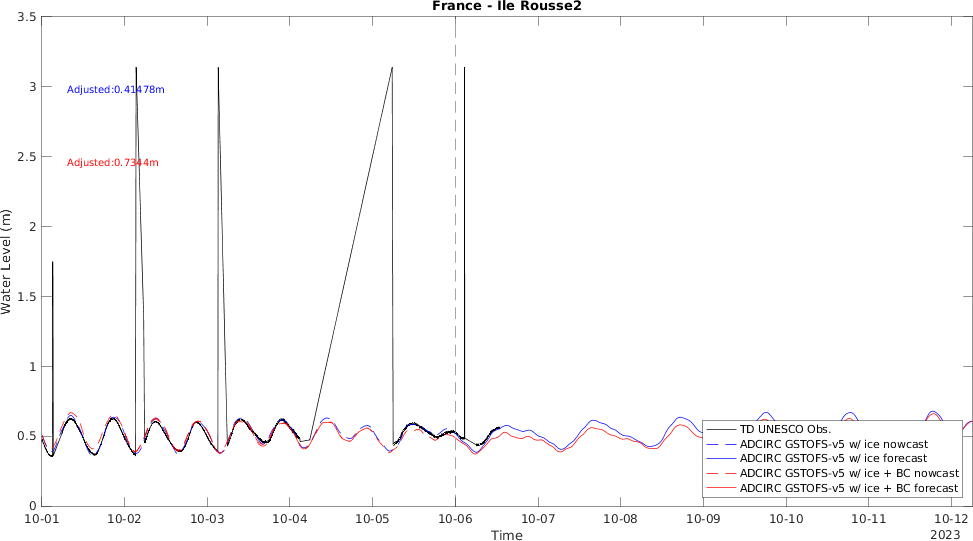 France - Ile Rousse2
3.5
3
2.5
2
1.5
1
0.5
0
Water Level (m)
Adjusted:0.41478m
Adjusted:0.7344m
TD UNESCO Obs.
ADCIRC GSTOFS-v5 w/ ice nowcast
ADCIRC GSTOFS-v5 w/ ice forecast
ADCIRC GSTOFS-v5 w/ ice + BC nowcast
ADCIRC GSTOFS-v5 w/ ice + BC forecast
10-01 10-02 10-03 10-04 10-05 10-06 10-07 10-08 10-09 10-10 10-11 10-12
2023
Time